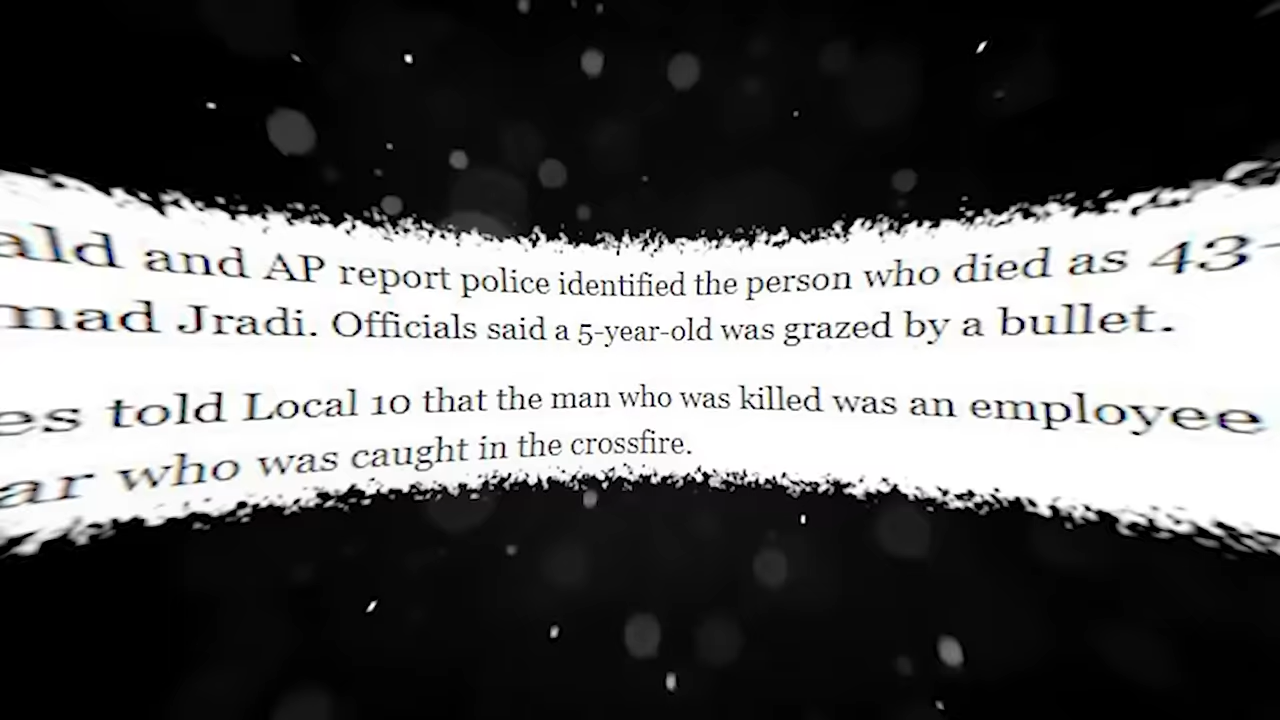 ald and AP report police identified the person who died as 43-
mad Jradi. Officials said a 5-year-old was grazed by a bullet.
es told Local 10 that the man who was killed was an employee
ar who was caught in the crossfire.